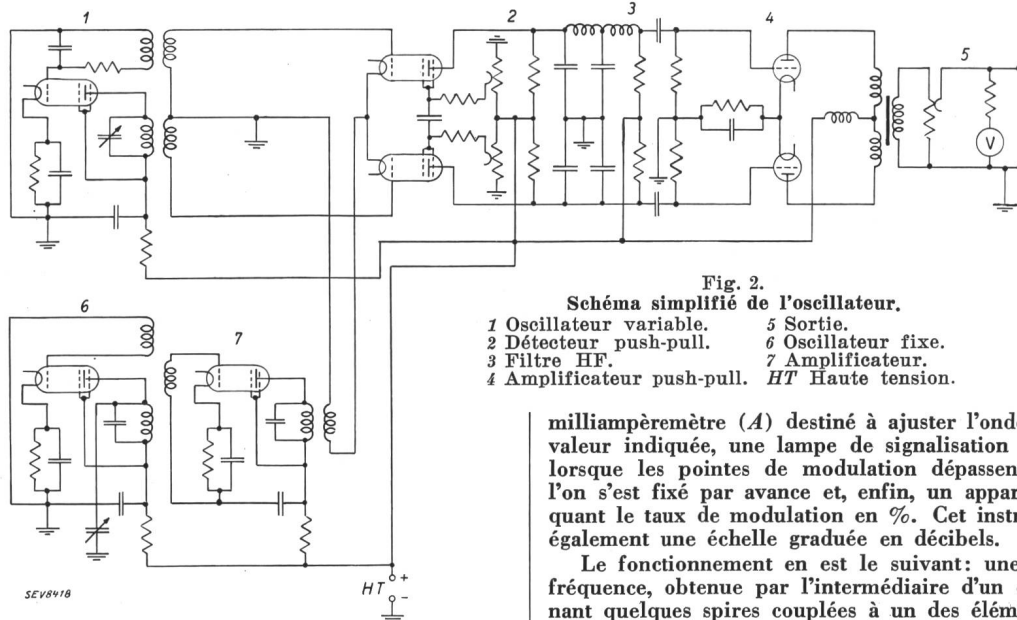 1
2
3
4
5
V
6
7
HT + −
SEV8418
Fig. 2.
Schéma simplifié de l'oscillateur.
1 Oscillateur variable.
2 Détecteur push-pull.
3 Filtre HF.
4 Amplificateur push-pull.
5 Sortie.
6 Oscillateur fixe.
7 Amplificateur.
HT Haute tension.
milliampèremètre (A) destiné à ajuster l'ond
valeur indiquée, une lampe de signalisation
lorsque les pointes de modulation dépassen
l'on s'est fixé par avance et, enfin, un appar
quant le taux de modulation en %. Cet instr
également une échelle graduée en décibels.
Le fonctionnement en est le suivant: une
fréquence, obtenue par l'intermédiaire d'un
nant quelques spires couplées à un des élém